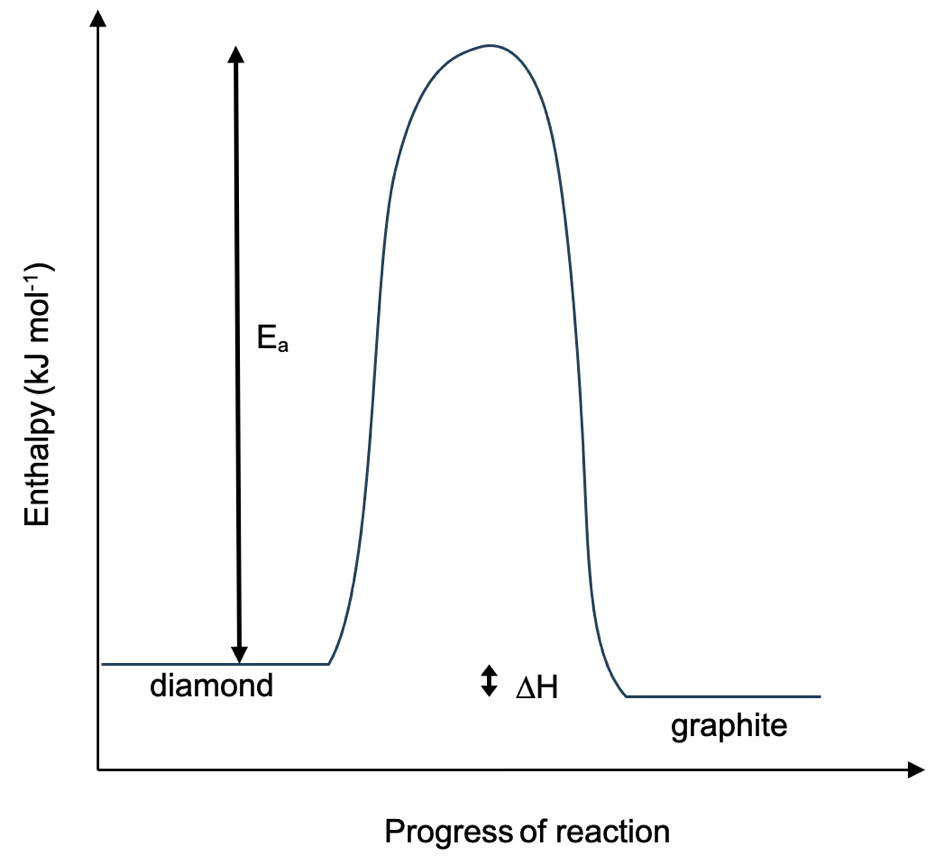 Enthalpy (kJ mol⁻¹)
Eₐ
diamond
ΔH
graphite
Progress of reaction